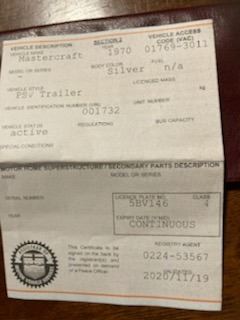 VEHICLE DESCRIPTION SECTION 2 VEHICLE ACCESS CODE (VAC)
VEHICLE MAKE YEAR
Mastercraft 1970 01769-3011
MODEL OR SERIES BODY COLOR FUEL
Silver n/a
VEHICLE STYLE LICENSED MASS
PSV Trailer kg
VEHICLE IDENTIFICATION NUMBER (VIN) UNIT NUMBER
001732
VEHICLE STATUS REGULATIONS BUS CAPACITY
active
SPECIAL CONDITIONS
MOTOR HOME SUPERSTRUCTURE / SECONDARY PARTS DESCRIPTION
MAKE MODEL OR SERIES
SERIAL NUMBER LICENCE PLATE NO. CLASS
5BV146 4
YEAR EXPIRY DATE (Y/M/D)
CONTINUOUS
REGISTRY AGENT
This Certificate to be signed on the back by the registrant(s) and presented on demand of a Peace Officer.
0224-53567
VALIDATED
2020/11/19